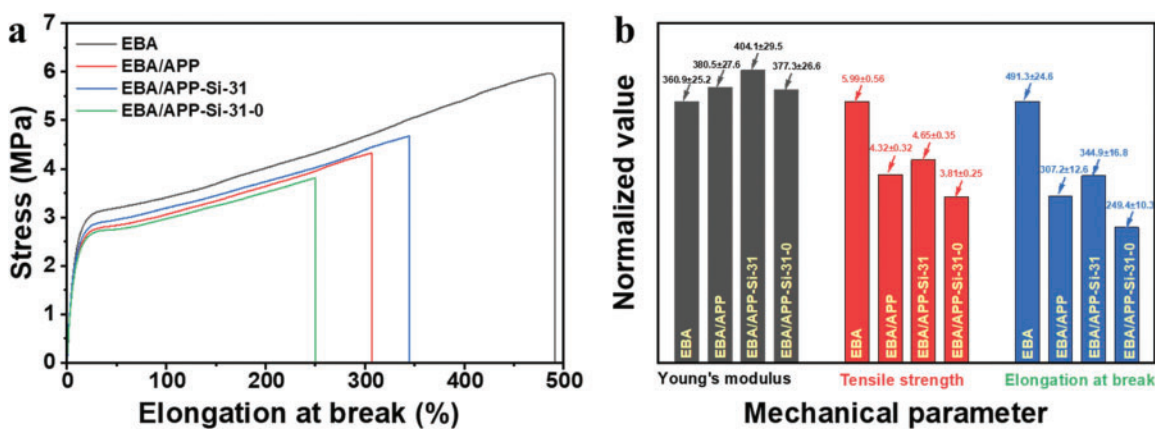 a
7
6
5
4
3
2
1
0
Stress (MPa)
EBA
EBA/APP
EBA/APP-Si-31
EBA/APP-Si-31-0
0 100 200 300 400 500
Elongation at break (%)
b
Normalized value
360.9±25.2
380.5±27.6
404.1±29.5
377.3±26.6
5.99±0.56
4.32±0.32
4.65±0.35
3.81±0.25
491.3±24.6
307.2±12.6
344.9±16.8
249.4±10.3
EBA
EBA/APP
EBA/APP-Si-31
EBA/APP-Si-31-0
EBA
EBA/APP
EBA/APP-Si-31
EBA/APP-Si-31-0
EBA
EBA/APP
EBA/APP-Si-31
EBA/APP-Si-31-0
Young's modulus
Tensile strength
Elongation at break
Mechanical parameter